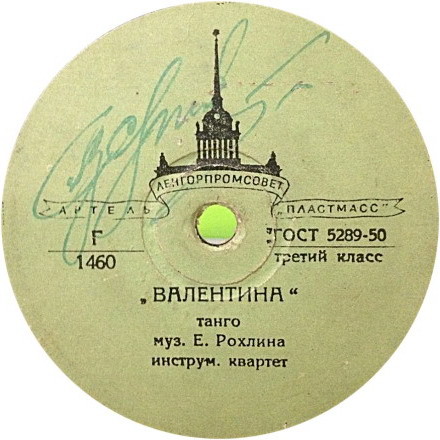 ЛЕНГОРПРОМСОВЕТ
АРТЕЛЬ „ПЛАСТМАСС"
Г ГОСТ 5289-50
1460 третий класс
„ВАЛЕНТИНА“
танго
муз. Е. Рохлина
инструм. квартет